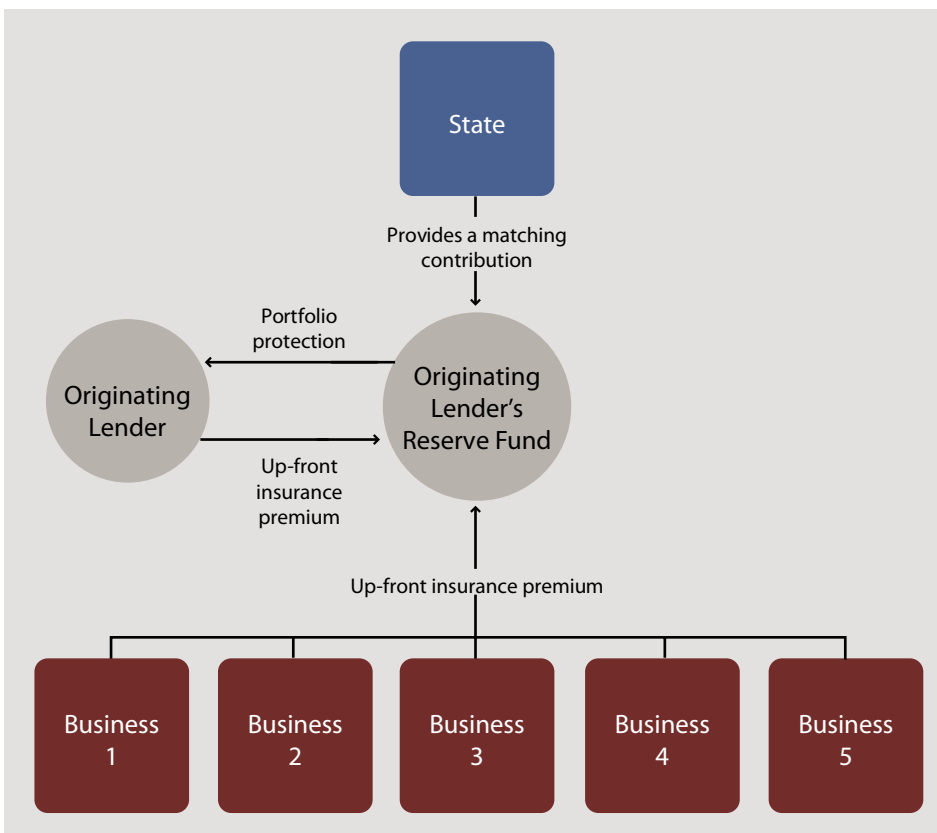 State
Provides a matching
contribution
Portfolio
protection
Originating
Lender
Originating
Lender’s
Reserve Fund
Up-front
insurance
premium
Up-front insurance premium
Business
1
Business
2
Business
3
Business
4
Business
5